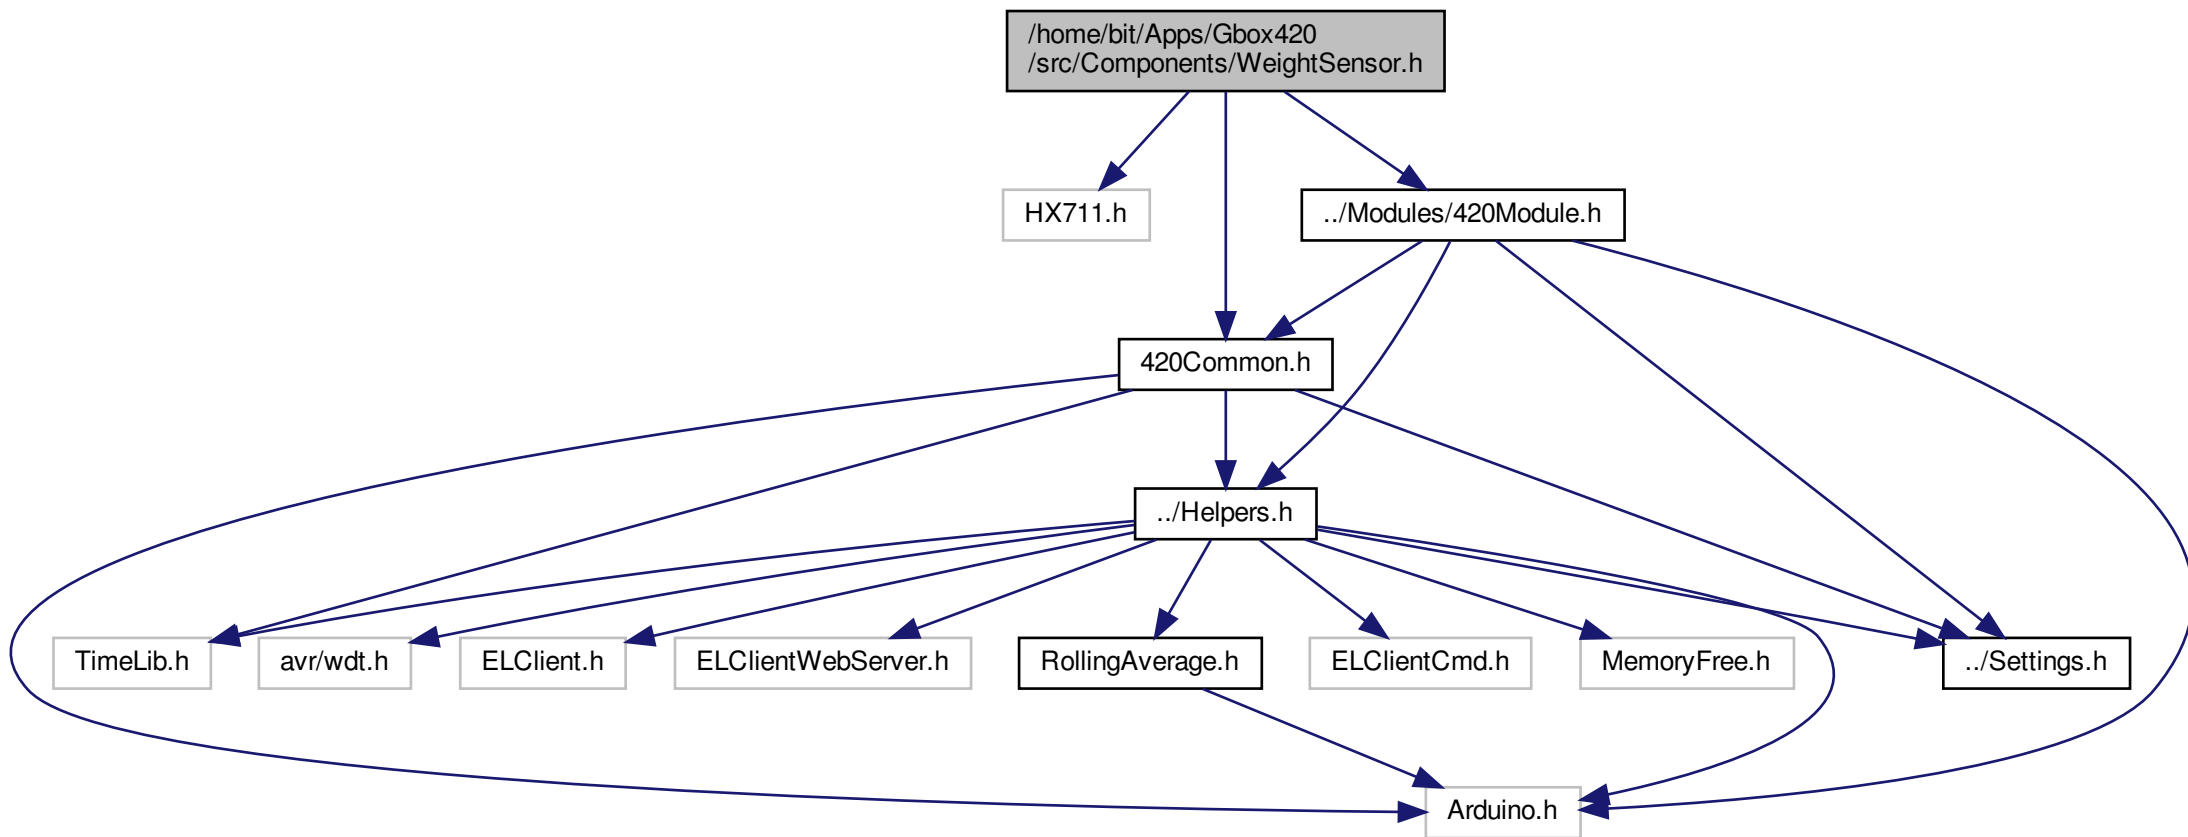 /home/bit/Apps/Gbox420
/src/Components/WeightSensor.h
HX711.h
../Modules/420Module.h
420Common.h
../Helpers.h
TimeLib.h
avr/wdt.h
ELClient.h
ELClientWebServer.h
RollingAverage.h
ELClientCmd.h
MemoryFree.h
../Settings.h
Arduino.h